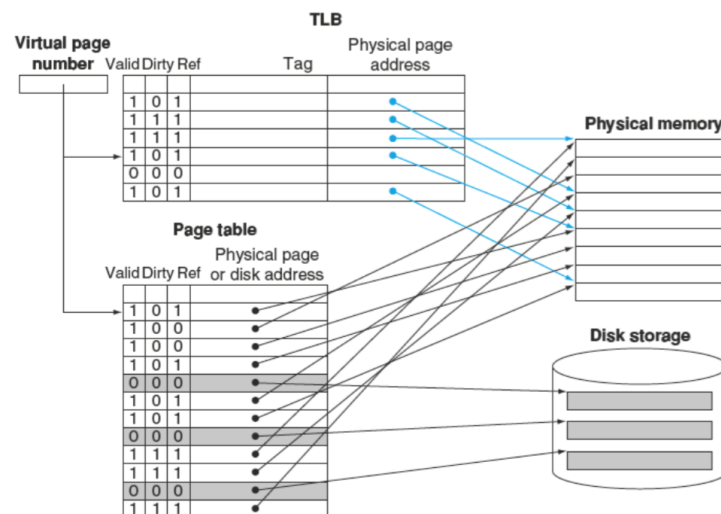 TLB
Virtual page
number
Valid Dirty Ref
Tag
Physical page
address
1 0 1
1 1 1
1 1 1
1 0 1
0 0 0
1 0 1
Physical memory
Page table
Physical page
Valid Dirty Ref or disk address
1 0 1
1 0 0
1 0 0
1 0 1
0 0 0
1 0 1
1 0 1
0 0 0
1 1 1
1 1 1
0 0 0
1 1 1
Disk storage